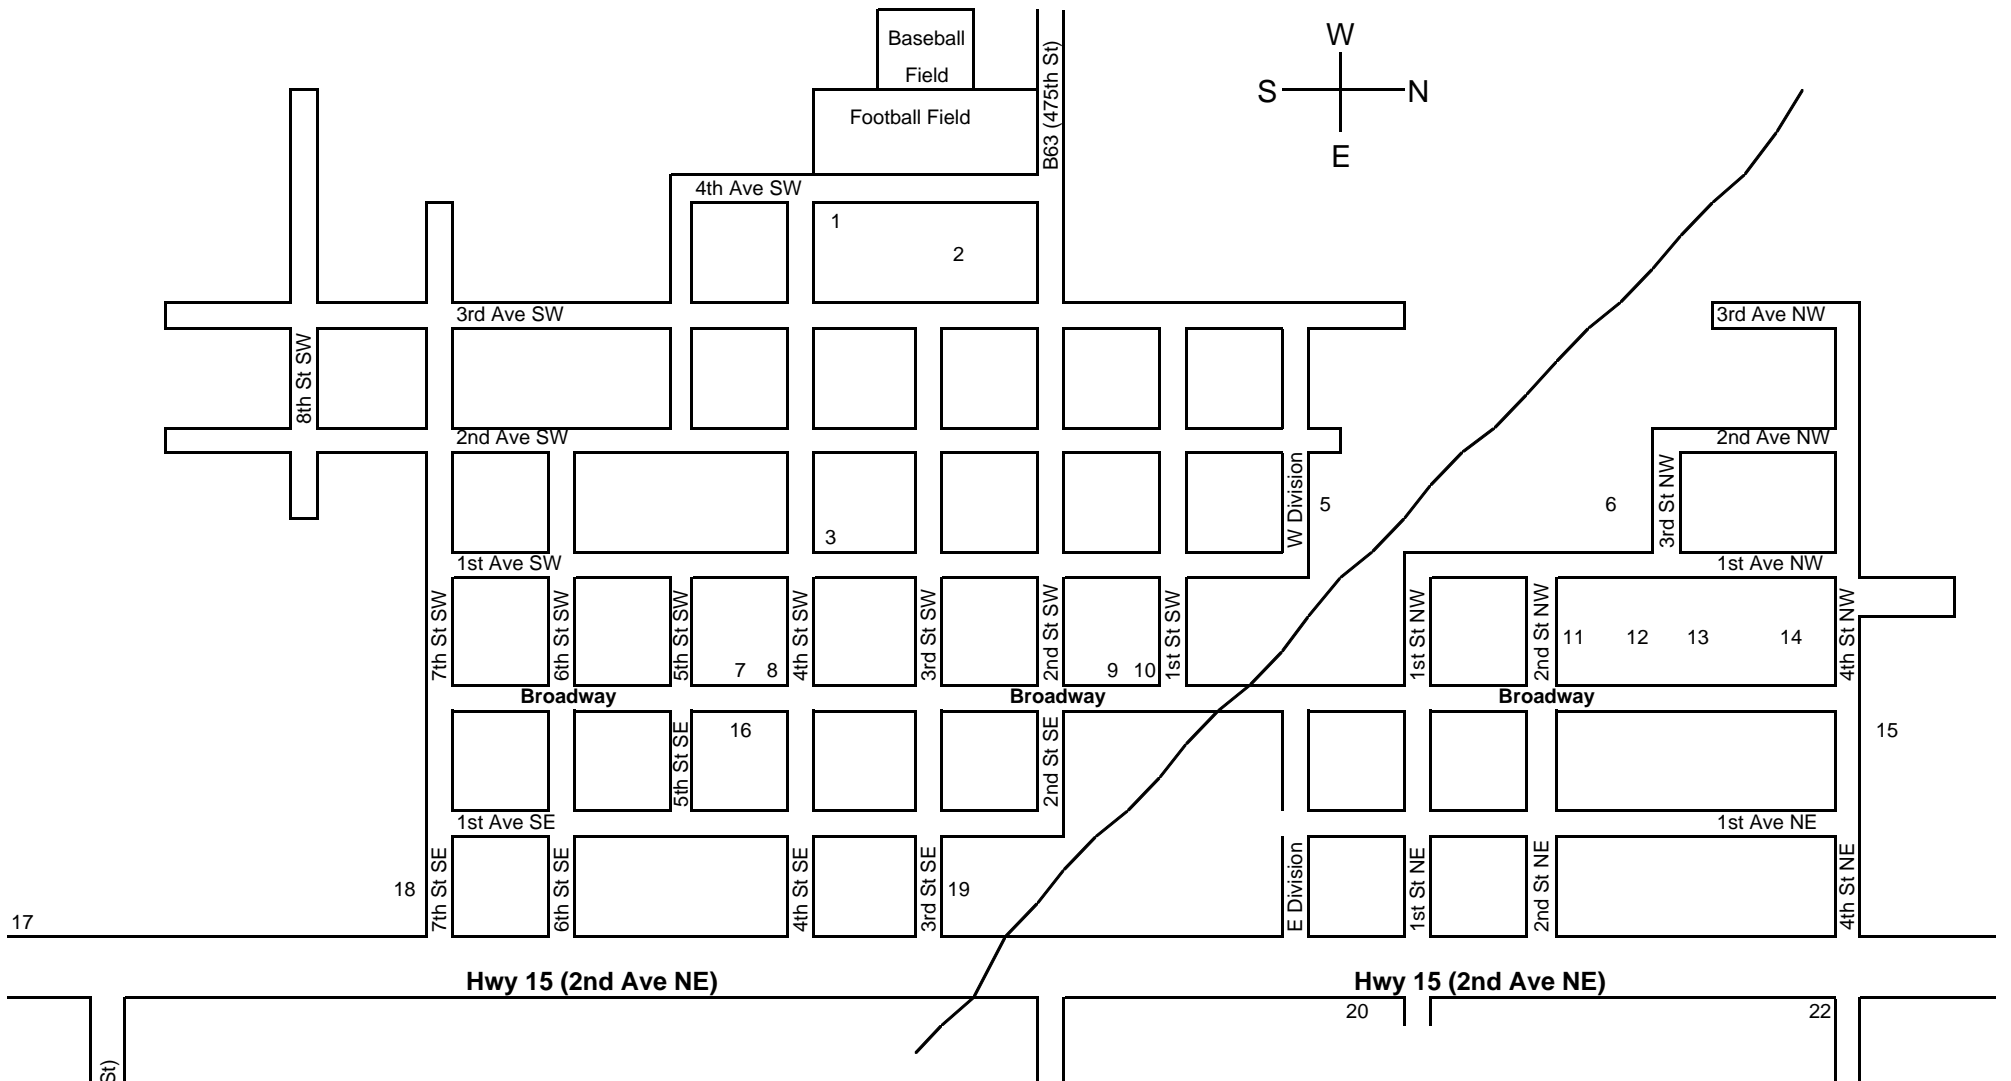 Baseball
Field
Football Field
B63 (475th St)
W
S
N
E
4th Ave SW
1
2
3rd Ave SW
3rd Ave NW
8th St SW
2nd Ave SW
2nd Ave NW
W Division
5
6
3rd St NW
3
1st Ave SW
1st Ave NW
7th St SW
6th St SW
5th St SW
4th St SW
3rd St SW
2nd St SW
1st St SW
1st St NW
2nd St NW
4th St NW
7
8
9
10
11
12
13
14
Broadway
Broadway
Broadway
5th St SE
16
2nd St SE
15
1st Ave SE
1st Ave NE
7th St SE
6th St SE
4th St SE
3rd St SE
E Division
1st St NE
2nd St NE
4th St NE
18
19
17
Hwy 15 (2nd Ave NE)
Hwy 15 (2nd Ave NE)
20
22
St)